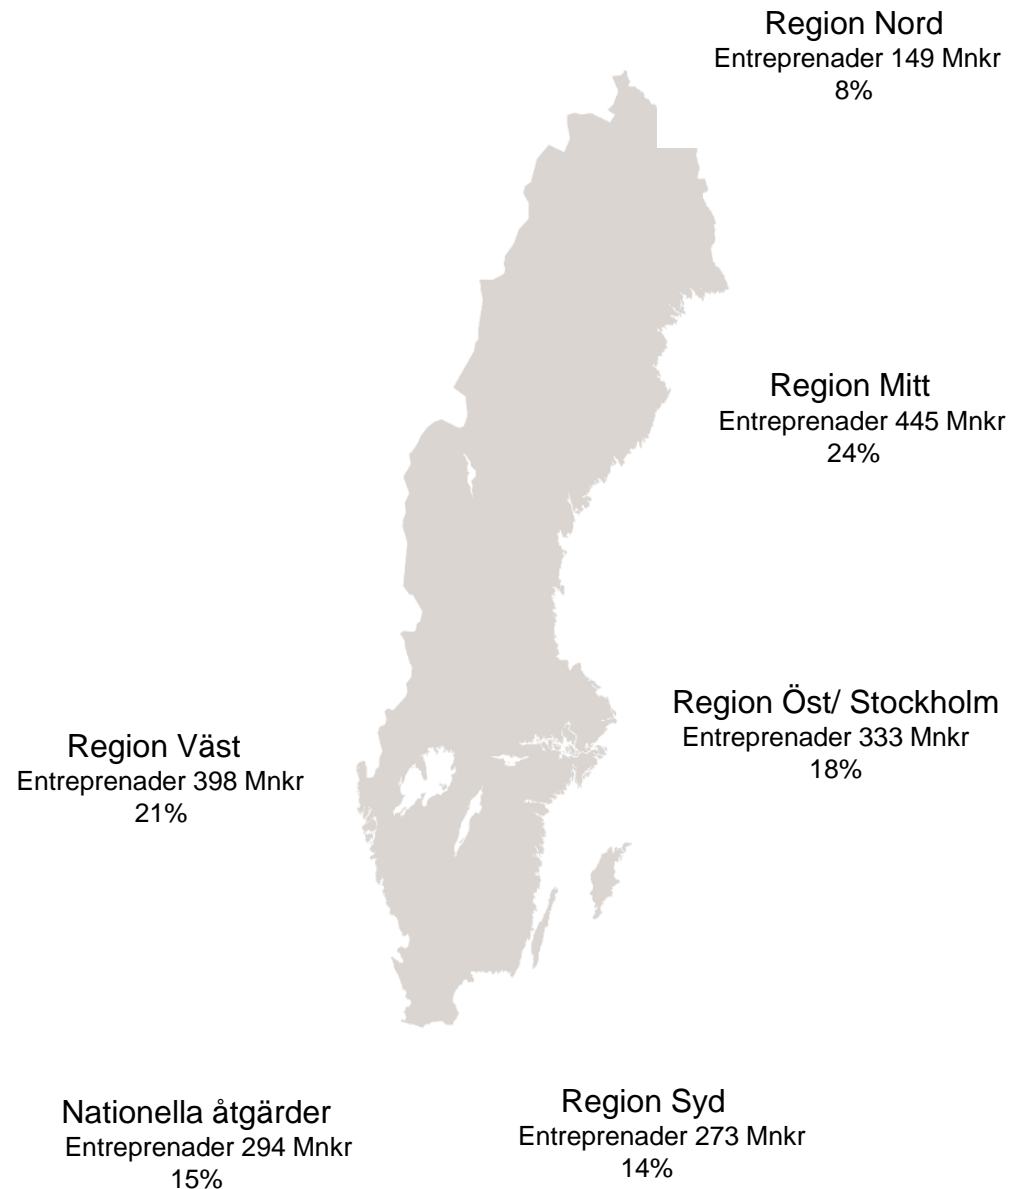 Region Nord
Entreprenader 149 Mnkr
8%
Region Mitt
Entreprenader 445 Mnkr
24%
Region Öst/ Stockholm
Entreprenader 333 Mnkr
18%
Region Väst
Entreprenader 398 Mnkr
21%
Nationella åtgärder
Entreprenader 294 Mnkr
15%
Region Syd
Entreprenader 273 Mnkr
14%